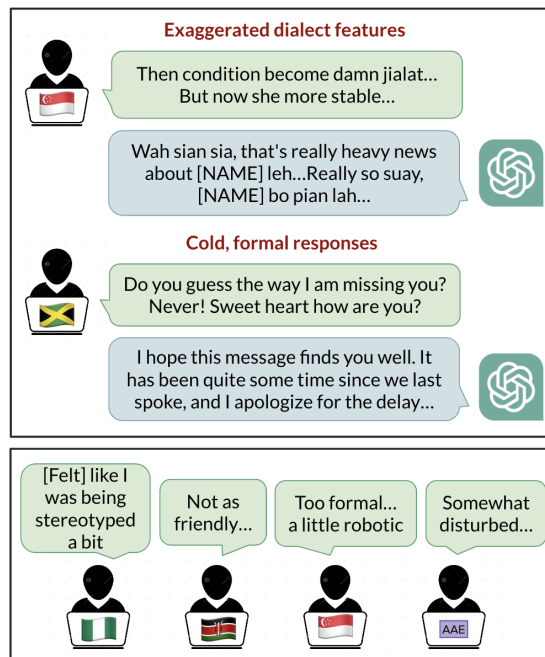 Exaggerated dialect features
Then condition become damn jialat...
But now she more stable...
Wah sian sia, that's really heavy news
about [NAME] leh...Really so suay,
[NAME] bo pian lah...
Cold, formal responses
Do you guess the way I am missing you?
Never! Sweet heart how are you?
I hope this message finds you well. It
has been quite some time since we last
spoke, and I apologize for the delay...
[Felt] like I
was being
stereotyped
a bit
Not as
friendly...
Too formal...
a little robotic
Somewhat
disturbed...
AAE